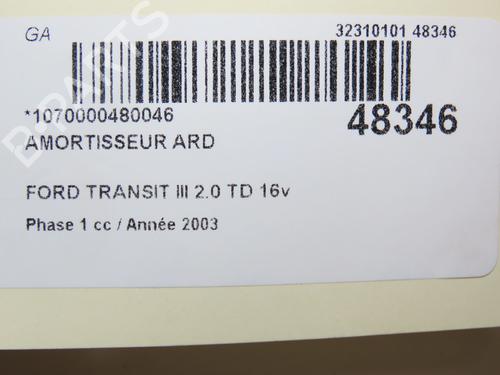 GA
32310101 48346
*1070000480046
48346
AMORTISSEUR ARD
FORD TRANSIT III 2.0 TD 16v
Phase 1 cc / Année 2003
B-PARTS